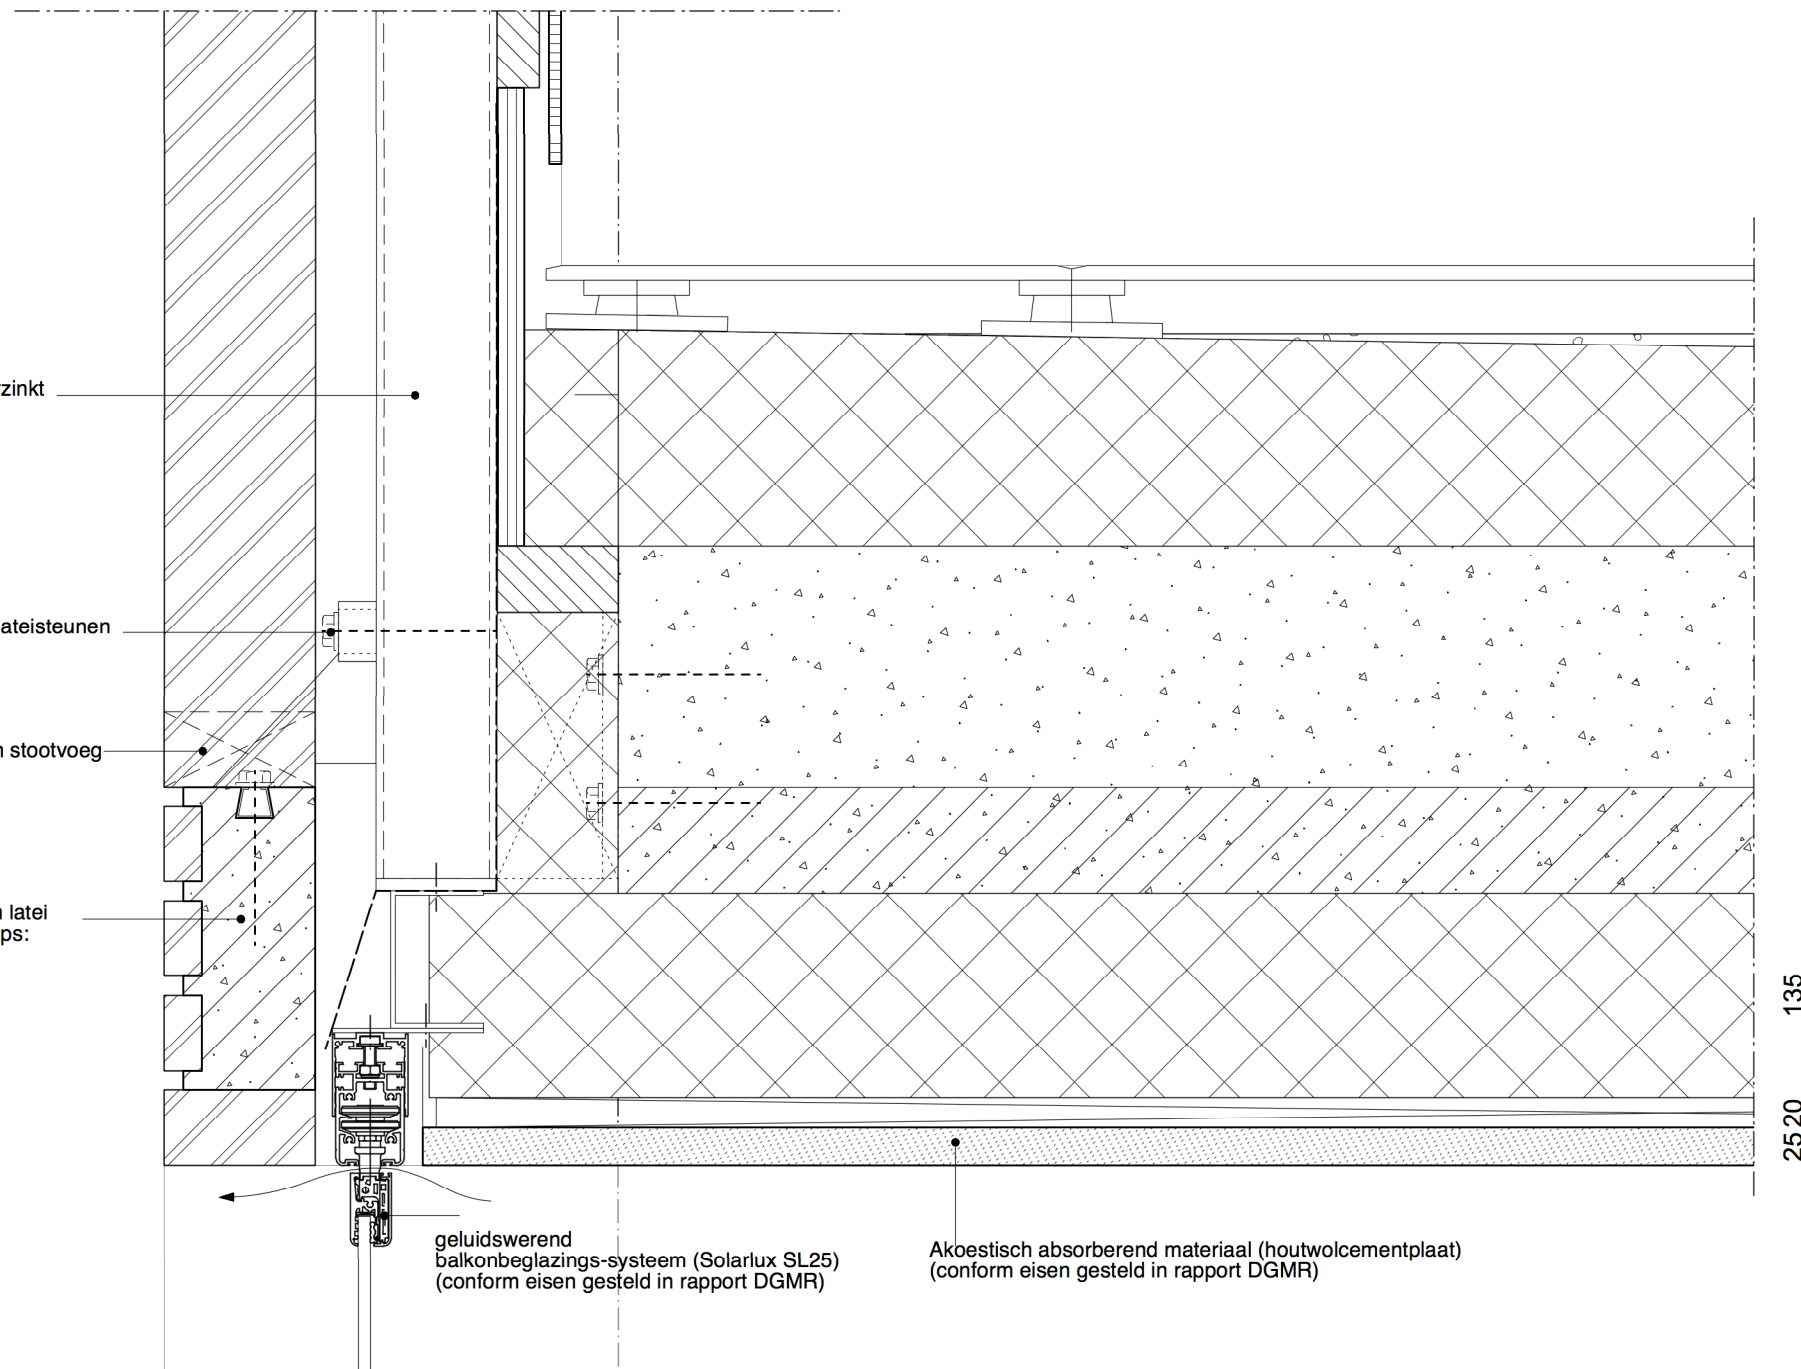 zinkt
ateisteunen
stootvoeg
latei
ps:
geluidswerend
balkonbeglazings-systeem (Solarlux SL25)
(conform eisen gesteld in rapport DGMR)
Akoestisch absorberend materiaal (houtwolcementplaat)
(conform eisen gesteld in rapport DGMR)
135
20
25